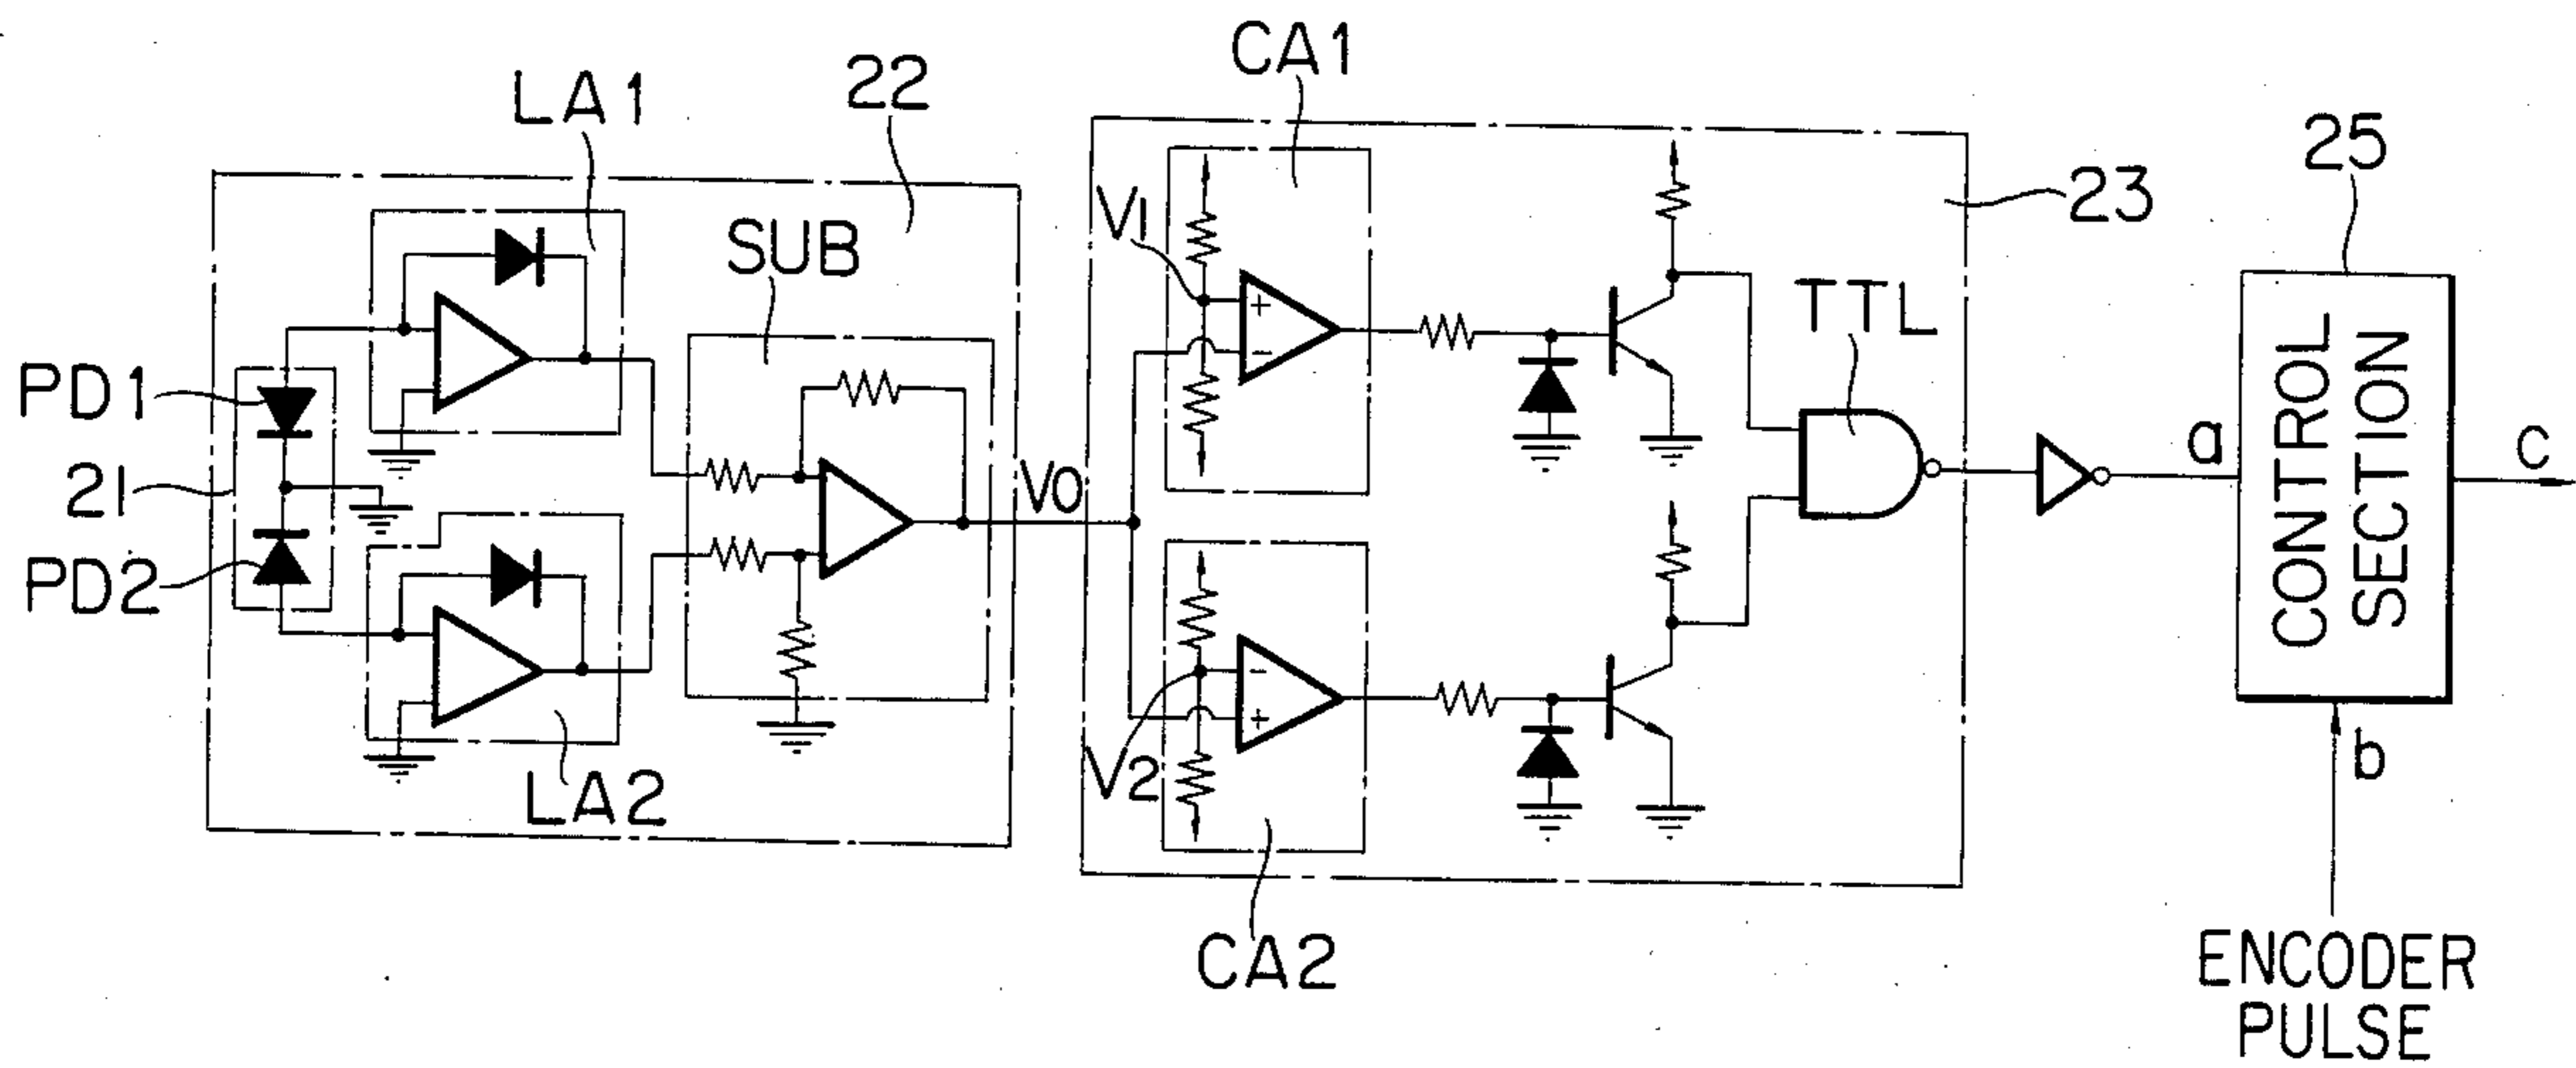 CA1
22
LA1
25
23
V1
SUB
+
−
TTL
PD1
CONTROL
SECTION
a
c
21
V0
PD2
−
+
V2
b
LA2
CA2
ENCODER
PULSE